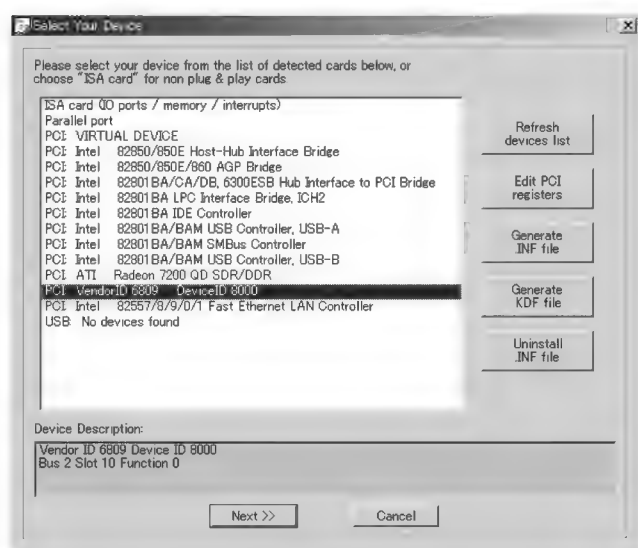 Select Your Device
Please select your device from the list of detected cards below, or
choose "ISA card" for non plug & play cards
ISA card (IO ports / memory / interrupts)
Parallel port
PCI: VIRTUAL DEVICE
PCI: Intel 82850/850E Host-Hub Interface Bridge
PCI: Intel 82850/850E/860 AGP Bridge
PCI: Intel 82801BA/CA/DB, 6300ESB Hub Interface to PCI Bridge
PCI: Intel 82801BA LPC Interface Bridge, ICH2
PCI: Intel 82801BA IDE Controller
PCI: Intel 82801BA/BAM USB Controller, USB-A
PCI: Intel 82801BA/BAM SMBus Controller
PCI: Intel 82801BA/BAM USB Controller, USB-B
PCI: ATI Radeon 7200 QD SDR/DDR
PCI: VendorID 6809 DeviceID 8000
PCI: Intel 82557/8/9/0/1 Fast Ethernet LAN Controller
USB: No devices found
Refresh
devices list
Edit PCI
registers
Generate
.INF file
Generate
KDF file
Uninstall
.INF file
Device Description:
Vendor ID 6809 Device ID 8000
Bus 2 Slot 10 Function 0
Next >>
Cancel